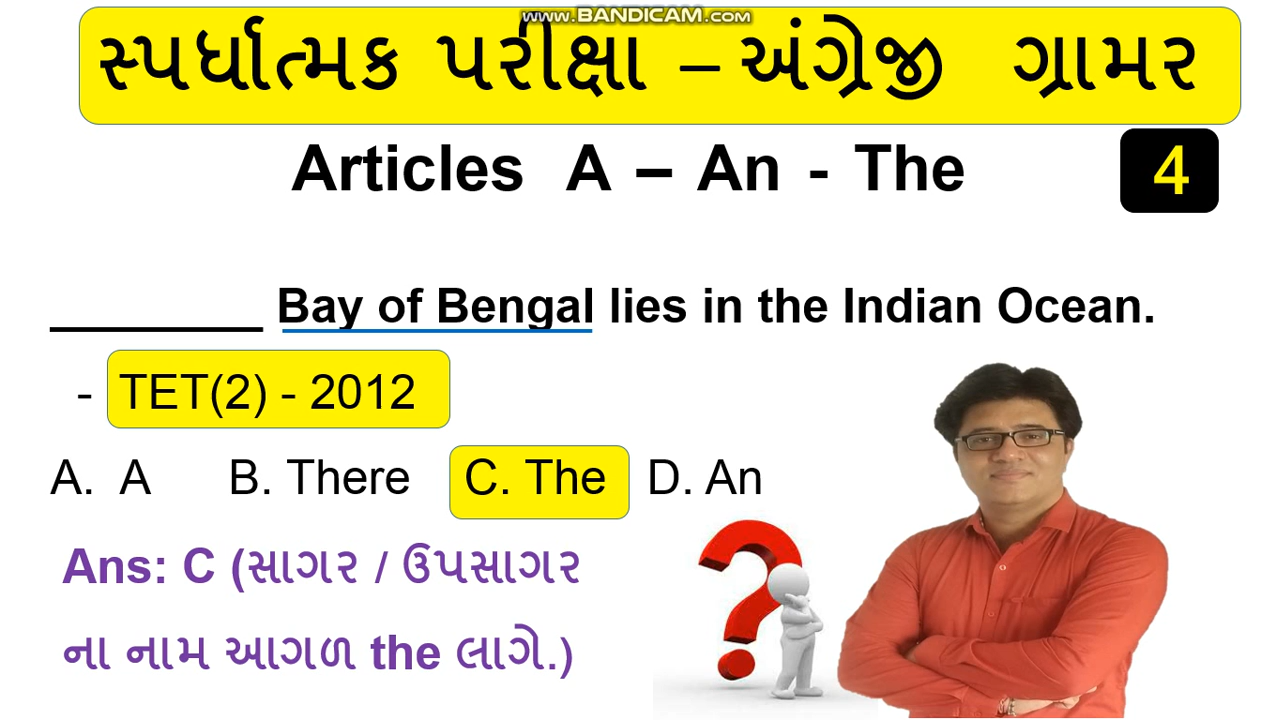 www.BANDICAM.com
સ્પર્ધાત્મક પરીક્ષા – અંગ્રેજી ગ્રામર
Articles A – An - The
4
________ Bay of Bengal lies in the Indian Ocean.
- TET(2) - 2012
A. A B. There C. The D. An
Ans: C (સાગર / ઉપસાગર
ના નામ આગળ the લાગે.)